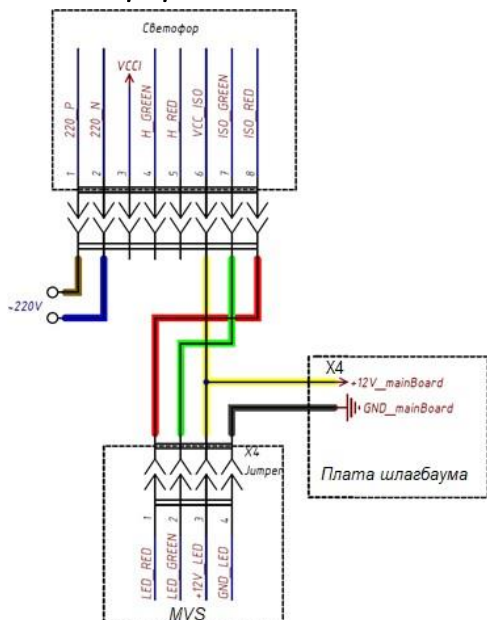 Светофор
220_P
220_N
VCCI
H_GREEN
H_RED
VCC_ISO
ISO_GREEN
ISO_RED
1
2
3
4
5
6
7
8
~220V
X4
+12V_mainBoard
GND_mainBoard
Плата шлагбаума
X4
Jumper
1
2
3
4
LED_RED
LED_GREEN
+12V_LED
GND_LED
MVS